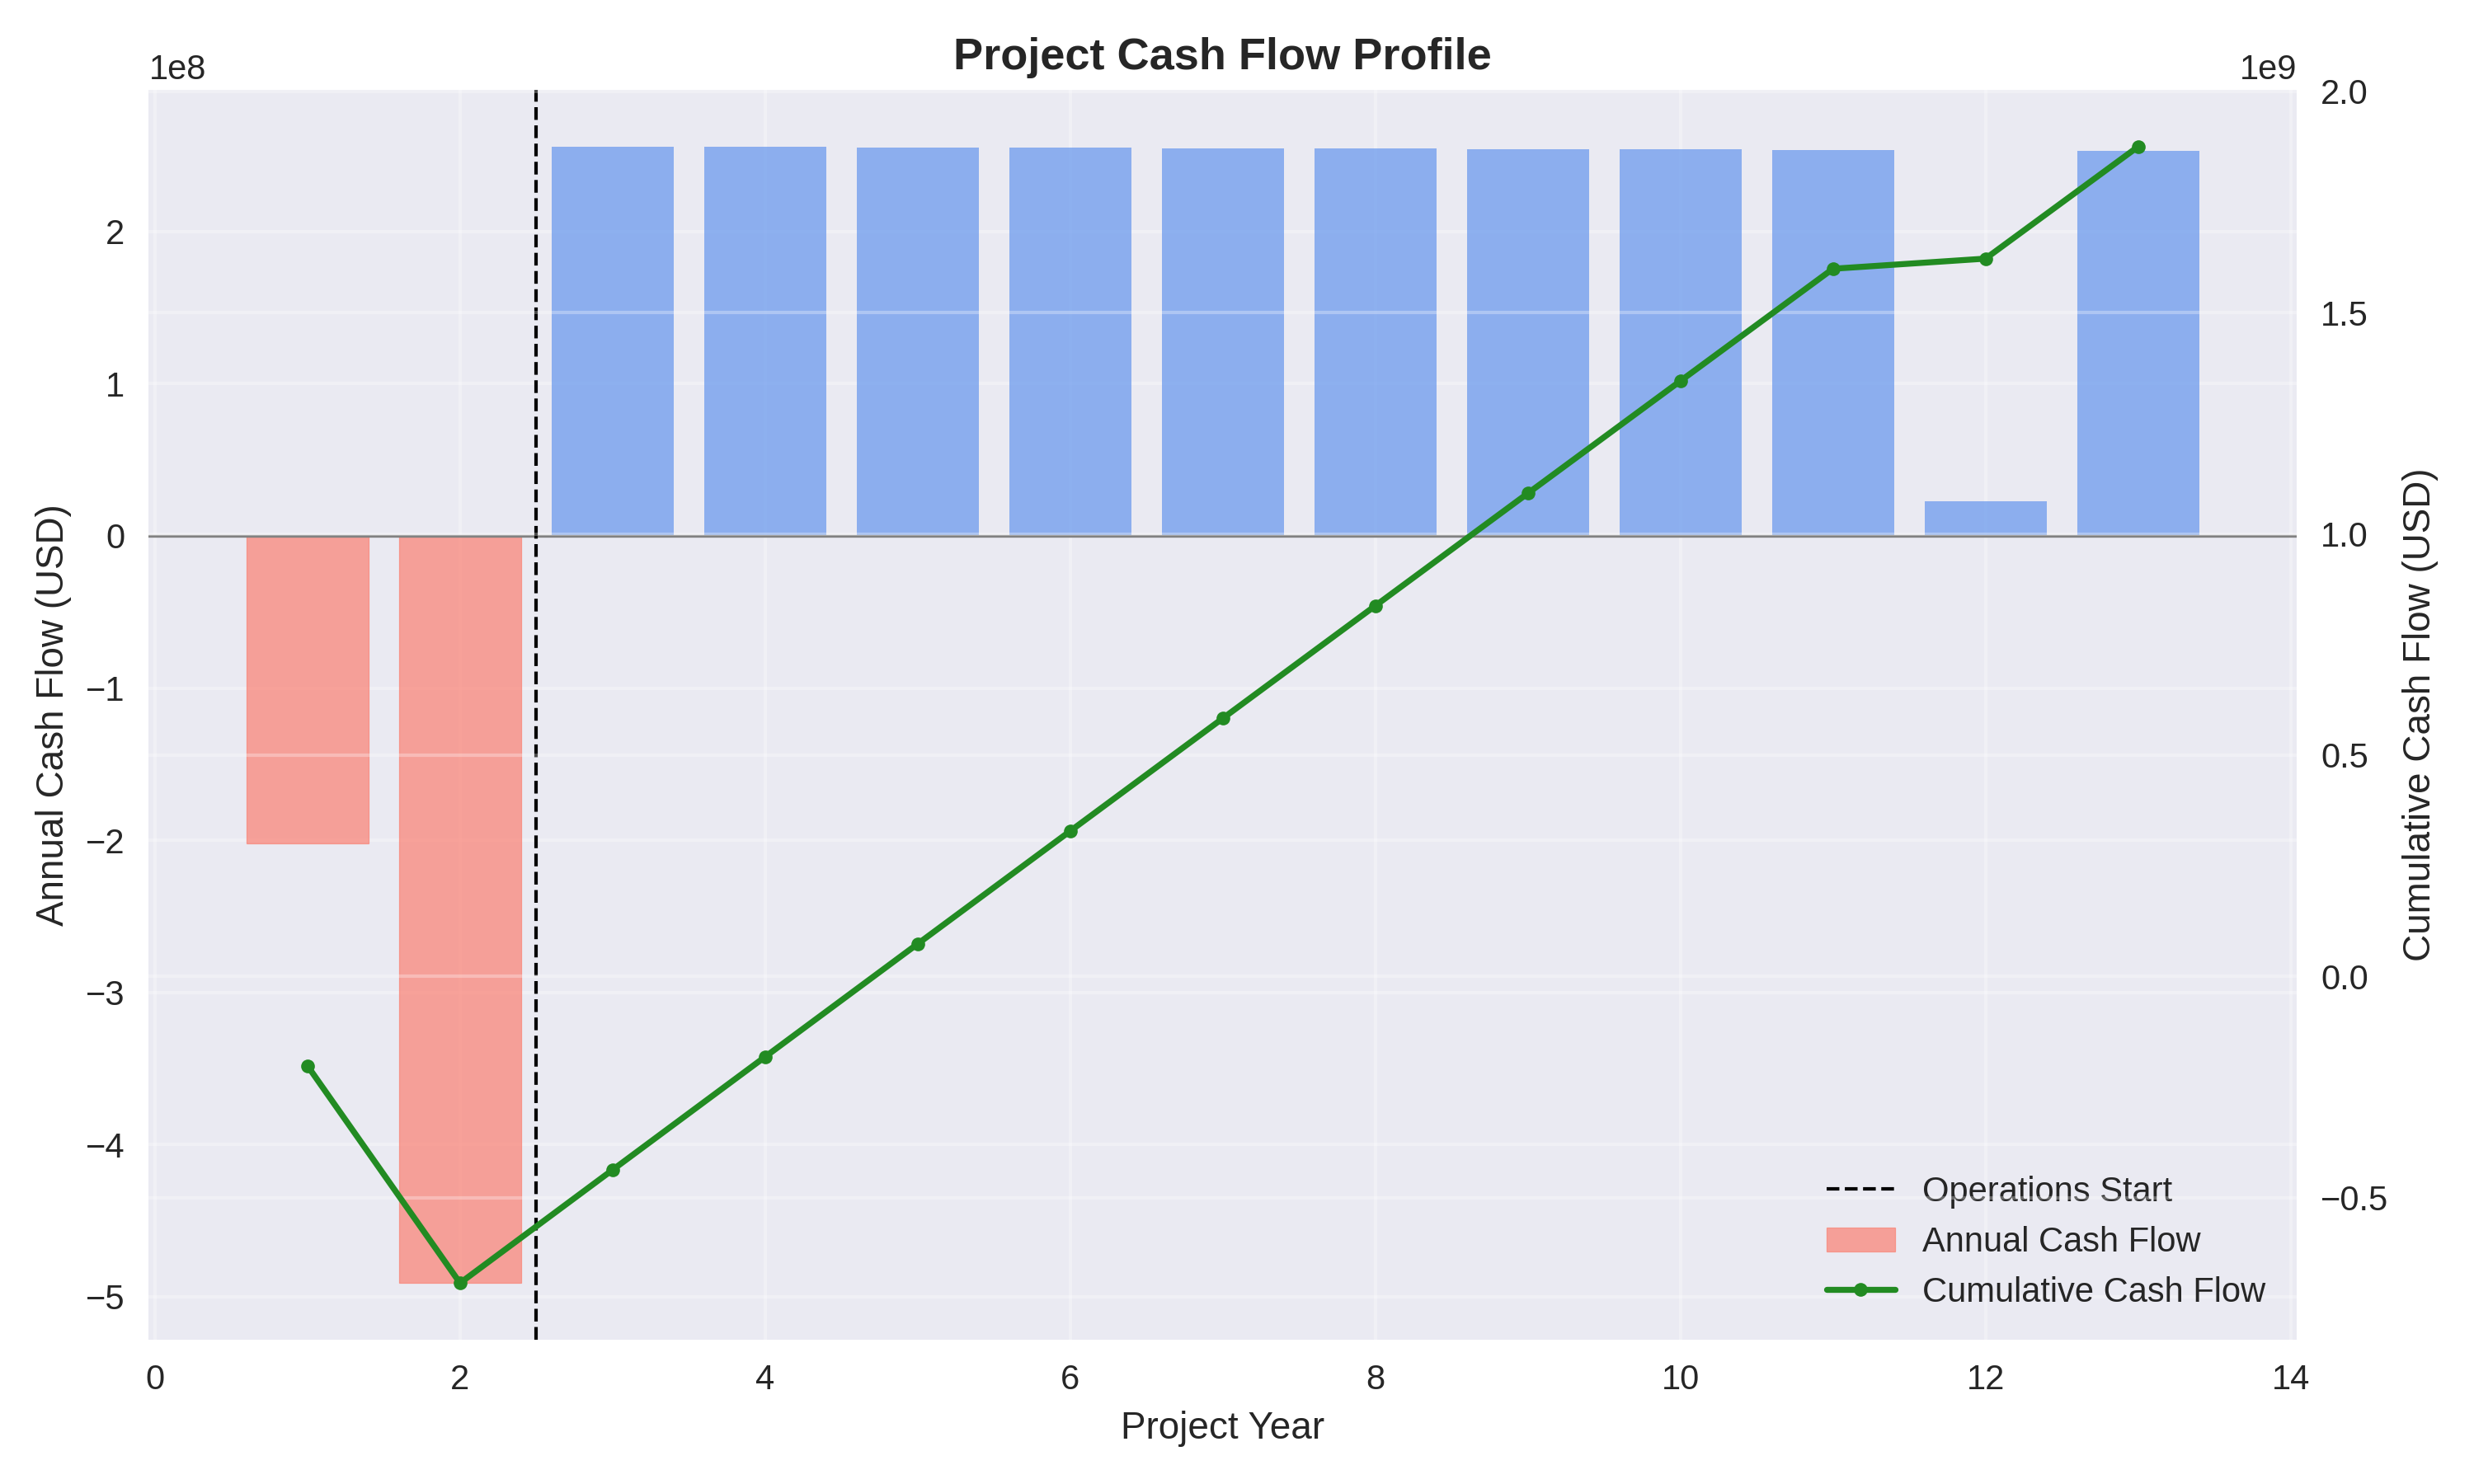 Project Cash Flow Profile
1e8
1e9
2
1
0
−1
−2
−3
−4
−5
Annual Cash Flow (USD)
2.0
1.5
1.0
0.5
0.0
−0.5
Cumulative Cash Flow (USD)
Operations Start
Annual Cash Flow
Cumulative Cash Flow
0 2 4 6 8 10 12 14
Project Year